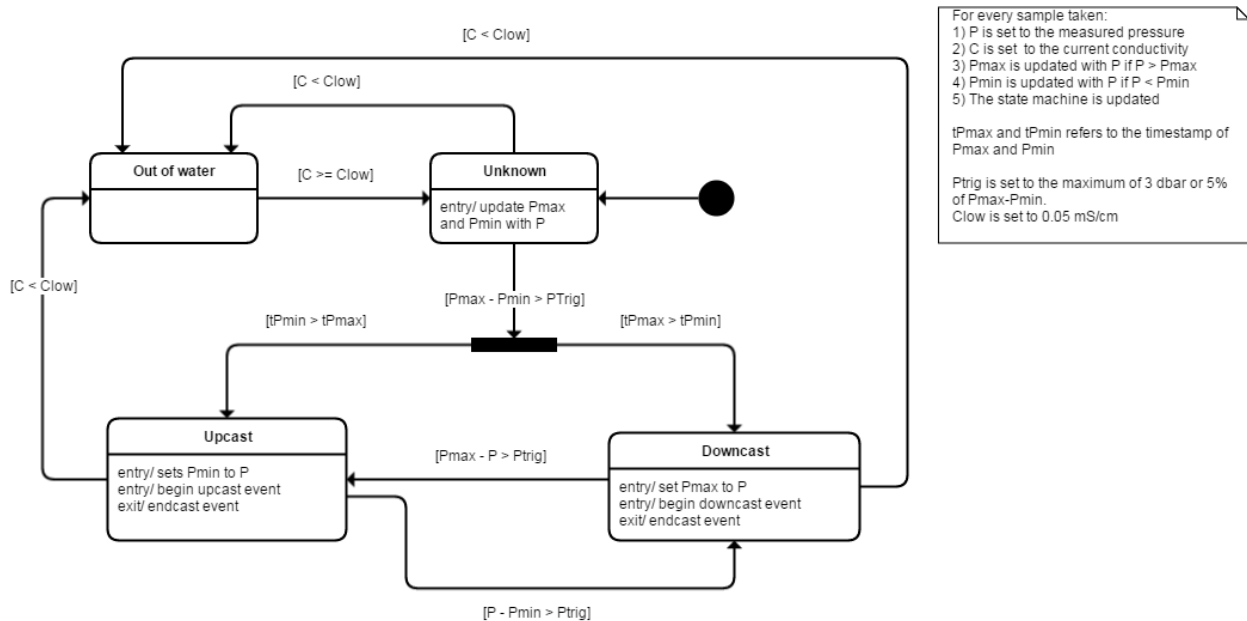 [C < Clow]
[C < Clow]
Out of water
[C >= Clow]
Unknown
entry/ update Pmax
and Pmin with P
[C < Clow]
[Pmax - Pmin > PTrig]
[tPmin > tPmax]
[tPmax > tPmin]
Upcast
entry/ sets Pmin to P
entry/ begin upcast event
exit/ endcast event
[Pmax - P > Ptrig]
Downcast
entry/ set Pmax to P
entry/ begin downcast event
exit/ endcast event
[P - Pmin > Ptrig]
For every sample taken:
1) P is set to the measured pressure
2) C is set to the current conductivity
3) Pmax is updated with P if P > Pmax
4) Pmin is updated with P if P < Pmin
5) The state machine is updated
tPmax and tPmin refers to the timestamp of
Pmax and Pmin
Ptrig is set to the maximum of 3 dbar or 5%
of Pmax-Pmin.
Clow is set to 0.05 mS/cm